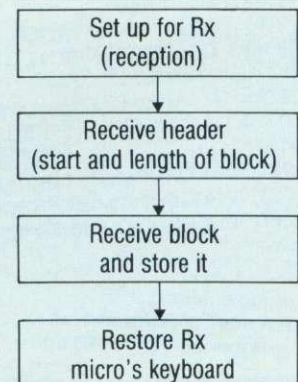 Set up for Rx
(reception)
Receive header
(start and length of block)
Receive block
and store it
Restore Rx
micro's keyboard